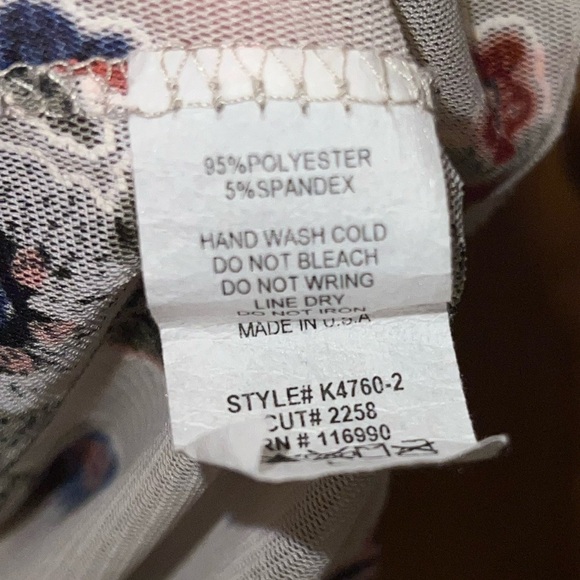 95%POLYESTER
5%SPANDEX
HAND WASH COLD
DO NOT BLEACH
DO NOT WRING
LINE DRY
DO NOT IRON
MADE IN U.S.A
STYLE# K4760-2
CUT# 2258
RN # 116990